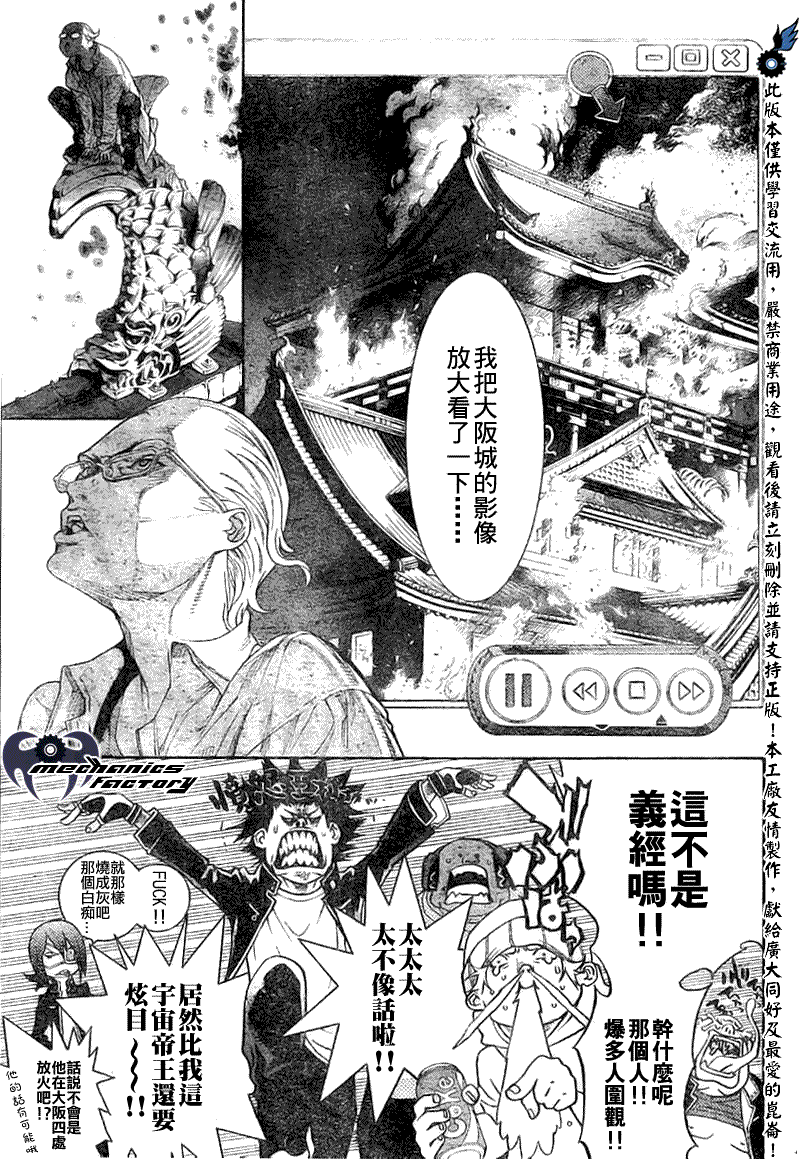 我把大阪城的影像
放大看了一下……
這不是
義經嗎!!
幹什麼呢
那個人!!
爆多人圍觀!!
太太太
太不像話啦!!
居然比我這
宇宙帝王還要
炫目～～!!
FUCK!!
就那樣
燒成灰吧
那個白痴…
話說不會是
他在大阪四處
放火吧!?
他的話有可能哦
mechanics
factory
此版本僅供學習交流用，嚴禁商業用途，觀看後請立刻刪除並請支持正版！本工廠友情製作，獻給廣大同好及最愛的崑崙！